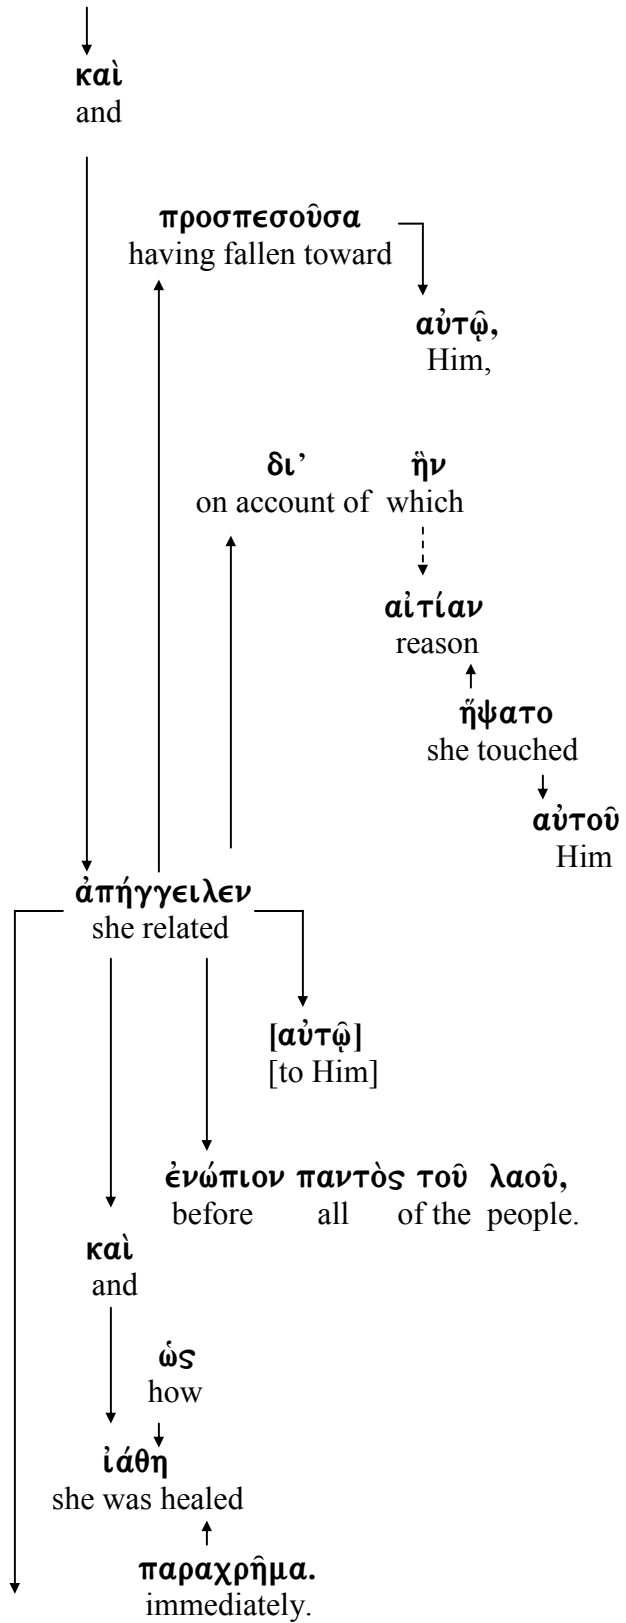 καὶ
and
προσπεσοῦσα
having fallen toward
αὐτῷ,
Him,
δι’ ἣν
on account of which
αἰτίαν
reason
ἥψατο
she touched
αὐτοῦ
Him
ἀπήγγειλεν
she related
[αὐτῷ]
[to Him]
ἐνώπιον παντὸς τοῦ λαοῦ,
before all of the people.
καὶ
and
ὡς
how
ἰάθη
she was healed
παραχρῆμα.
immediately.